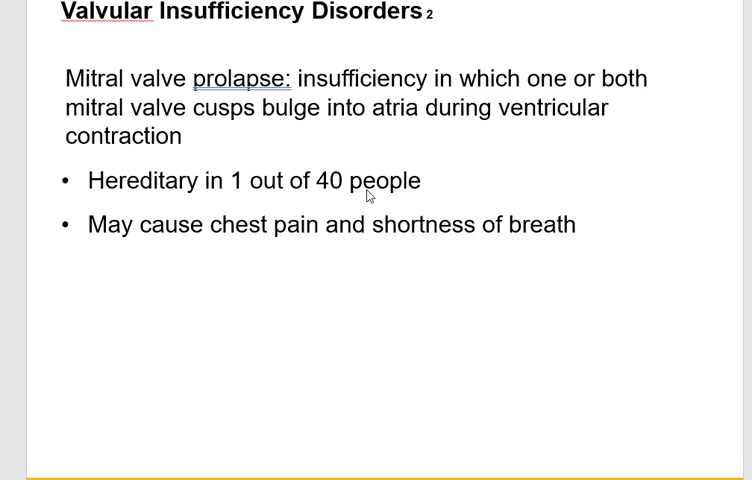 Valvular Insufficiency Disorders 2
Mitral valve prolapse: insufficiency in which one or both
mitral valve cusps bulge into atria during ventricular
contraction
• Hereditary in 1 out of 40 people
• May cause chest pain and shortness of breath